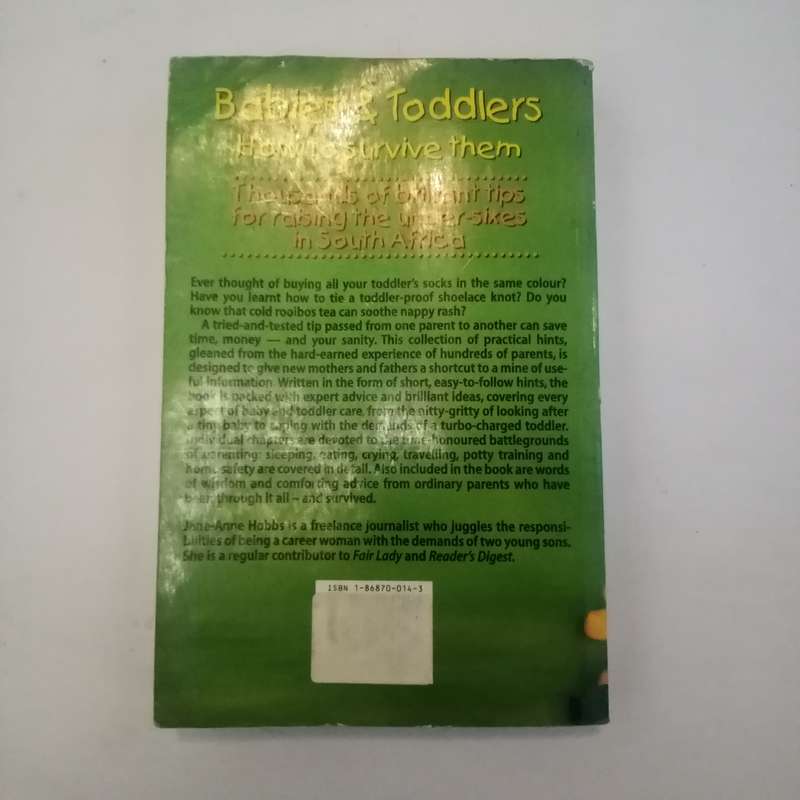 Babies & Toddlers
How to survive them
Thousands of brilliant tips
for raising the under-sixes
in South Africa
Ever thought of buying all your toddler's socks in the same colour?
Have you learnt how to tie a toddler-proof shoelace knot? Do you
know that cold rooibos tea can soothe nappy rash?
A tried-and-tested tip passed from one parent to another can save
time, money — and your sanity. This collection of practical hints,
gleaned from the hard-earned experience of hundreds of parents, is
designed to give new mothers and fathers a shortcut to a mine of use-
ful information. Written in the form of short, easy-to-follow hints, the
book is packed with expert advice and brilliant ideas, covering every
aspect of baby and toddler care, from the nitty-gritty of looking after
a tiny baby to coping with the demands of a turbo-charged toddler.
Individual chapters are devoted to the time-honoured battlegrounds
of parenting: sleeping, eating, crying, travelling, potty training and
home safety are covered in detail. Also included in the book are words
of wisdom and comforting advice from ordinary parents who have
been through it all – and survived.
Jane-Anne Hobbs is a freelance journalist who juggles the responsi-
bilities of being a career woman with the demands of two young sons.
She is a regular contributor to Fair Lady and Reader's Digest.
ISBN 1-86870-014-3